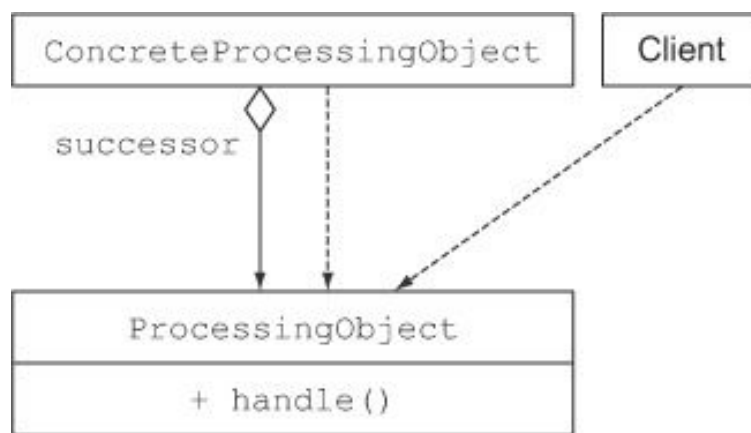 ConcreteProcessingObject
Client
successor
ProcessingObject
+ handle()